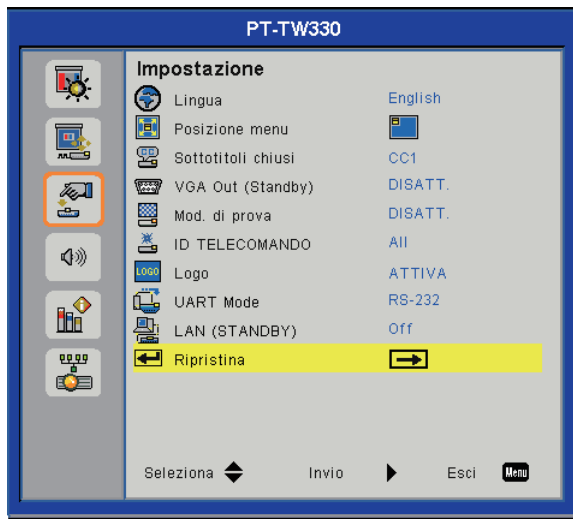 PT-TW330
Impostazione
Lingua English
Posizione menu
Sottotitoli chiusi CC1
VGA Out (Standby) DISATT.
Mod. di prova DISATT.
ID TELECOMANDO All
LOGO Logo ATTIVA
UART Mode RS-232
LAN (STANDBY) Off
Ripristina
Seleziona Invio Esci Menu